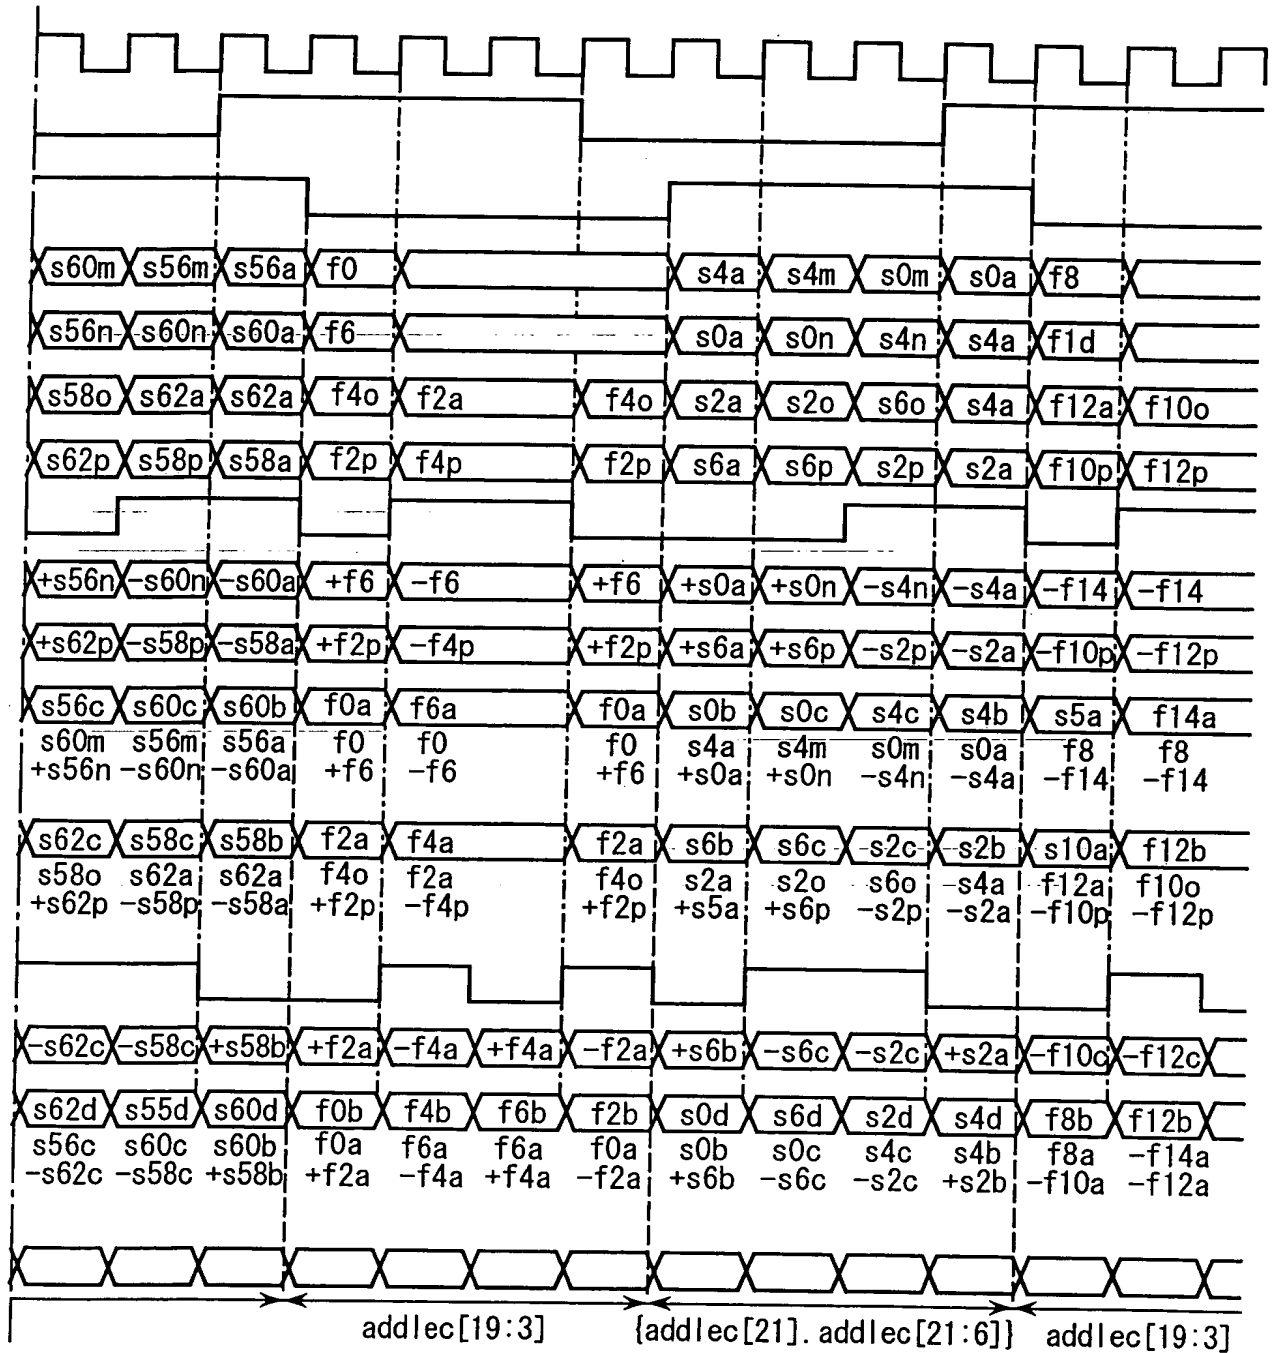 s60m s56m s56a f0 s4a s4m s0m s0a f8
s56n s60n s60a f6 s0a s0n s4n s4a f1d
s58o s62a s62a f4o f2a f4o s2a s2o s6o s4a f12a f10o
s62p s58p s58a f2p f4p f2p s6a s6p s2p s2a f10p f12p
+s56n -s60n -s60a +f6 -f6 +f6 +s0a +s0n -s4n -s4a -f14 -f14
+s62p -s58p -s58a +f2p -f4p +f2p +s6a +s6p -s2p -s2a -f10p -f12p
s56c s60c s60b f0a f6a f0a s0b s0c s4c s4b s5a f14a
s60m s56m s56a f0 f0 f0 s4a s4m s0m s0a f8 f8
+s56n -s60n -s60a +f6 -f6 +f6 +s0a +s0n -s4n -s4a -f14 -f14
s62c s58c s58b f2a f4a f2a s6b s6c s2c s2b s10a f12b
s58o s62a s62a f4o f2a f4o s2a s2o s6o s4a f12a f10o
+s62p -s58p -s58a +f2p -f4p +f2p +s5a +s6p -s2p -s2a -f10p -f12p
-s62c -s58c +s58b +f2a -f4a +f4a -f2a +s6b -s6c -s2c +s2a -f10c -f12c
s62d s55d s60d f0b f4b f6b f2b s0d s6d s2d s4d f8b f12b
s56c s60c s60b f0a f6a f6a f0a s0b s0c s4c s4b f8a -f14a
-s62c -s58c +s58b +f2a -f4a +f4a -f2a +s6b -s6c -s2c +s2b -f10a -f12a
addlec[19:3] {addlec[21]. addlec[21:6]} addlec[19:3]